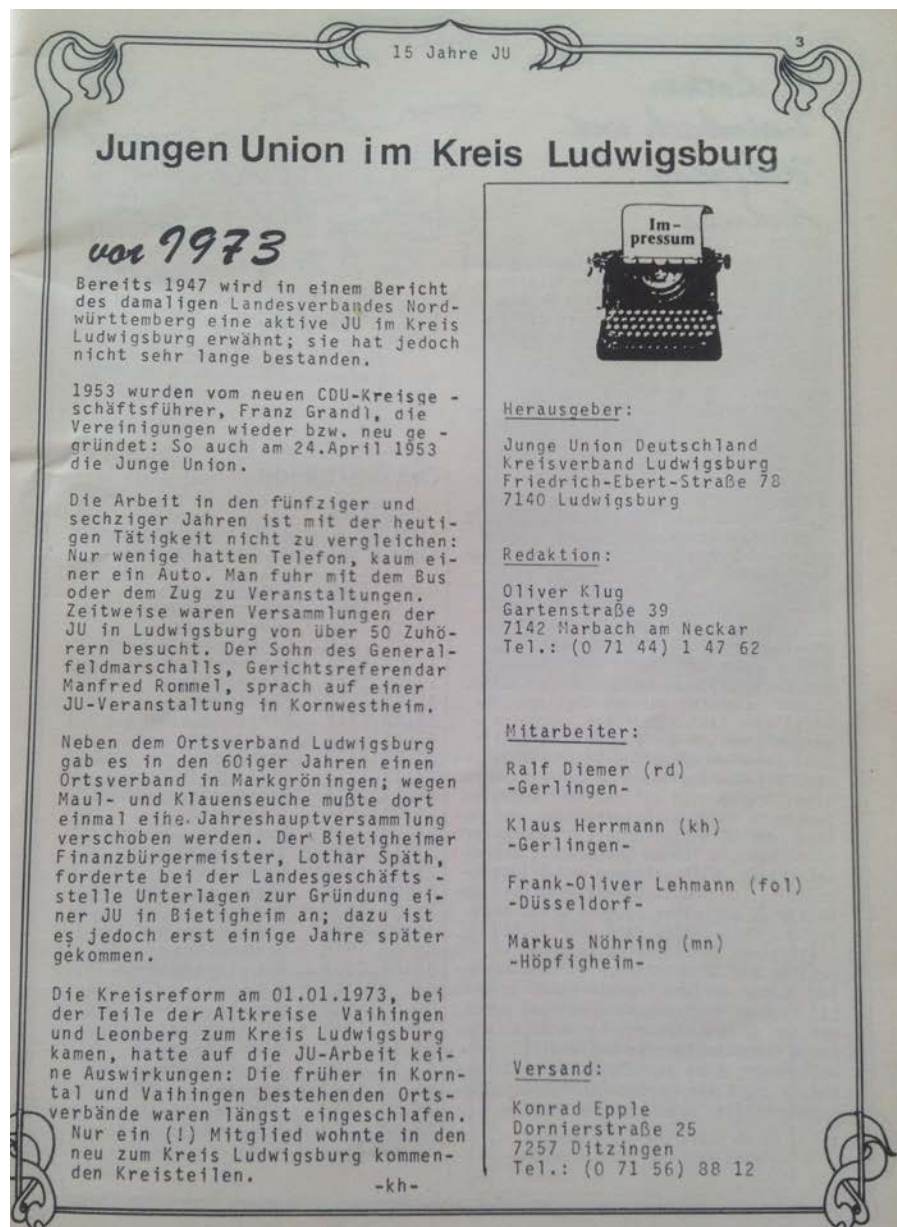 15 Jahre JU
3
Jungen Union im Kreis Ludwigsburg
vor 1973
Bereits 1947 wird in einem Bericht
des damaligen Landesverbandes Nord-
württemberg eine aktive JU im Kreis
Ludwigsburg erwähnt; sie hat jedoch
nicht sehr lange bestanden.
1953 wurden vom neuen CDU-Kreisge -
schäftsführer, Franz Grandl, die
Vereinigungen wieder bzw. neu ge -
gründet: So auch am 24.April 1953
die Junge Union.
Die Arbeit in den fünfziger und
sechziger Jahren ist mit der heuti-
gen Tätigkeit nicht zu vergleichen:
Nur wenige hatten Telefon, kaum ei-
ner ein Auto. Man fuhr mit dem Bus
oder dem Zug zu Veranstaltungen.
Zeitweise waren Versammlungen der
JU in Ludwigsburg von über 50 Zuhö-
rern besucht. Der Sohn des General-
feldmarschalls, Gerichtsreferendar
Manfred Rommel, sprach auf einer
JU-Veranstaltung in Kornwestheim.
Neben dem Ortsverband Ludwigsburg
gab es in den 60iger Jahren einen
Ortsverband in Markgröningen; wegen
Maul- und Klauenseuche mußte dort
einmal eine Jahreshauptversammlung
verschoben werden. Der Bietigheimer
Finanzbürgermeister, Lothar Späth,
forderte bei der Landesgeschäfts -
stelle Unterlagen zur Gründung ei-
ner JU in Bietigheim an; dazu ist
es jedoch erst einige Jahre später
gekommen.
Die Kreisreform am 01.01.1973, bei
der Teile der Altkreise Vaihingen
und Leonberg zum Kreis Ludwigsburg
kamen, hatte auf die JU-Arbeit kei-
ne Auswirkungen: Die früher in Korn-
tal und Vaihingen bestehenden Orts-
verbände waren längst eingeschlafen.
Nur ein (!) Mitglied wohnte in den
neu zum Kreis Ludwigsburg kommen-
den Kreisteilen.
-kh-
Im-
pressum
Herausgeber:
Junge Union Deutschland
Kreisverband Ludwigsburg
Friedrich-Ebert-Straße 78
7140 Ludwigsburg
Redaktion:
Oliver Klug
Gartenstraße 39
7142 Marbach am Neckar
Tel.: (0 71 44) 1 47 62
Mitarbeiter:
Ralf Diemer (rd)
-Gerlingen-
Klaus Herrmann (kh)
-Gerlingen-
Frank-Oliver Lehmann (fol)
-Düsseldorf-
Markus Nöhring (mn)
-Höpfigheim-
Versand:
Konrad Epple
Dornierstraße 25
7257 Ditzingen
Tel.: (0 71 56) 88 12